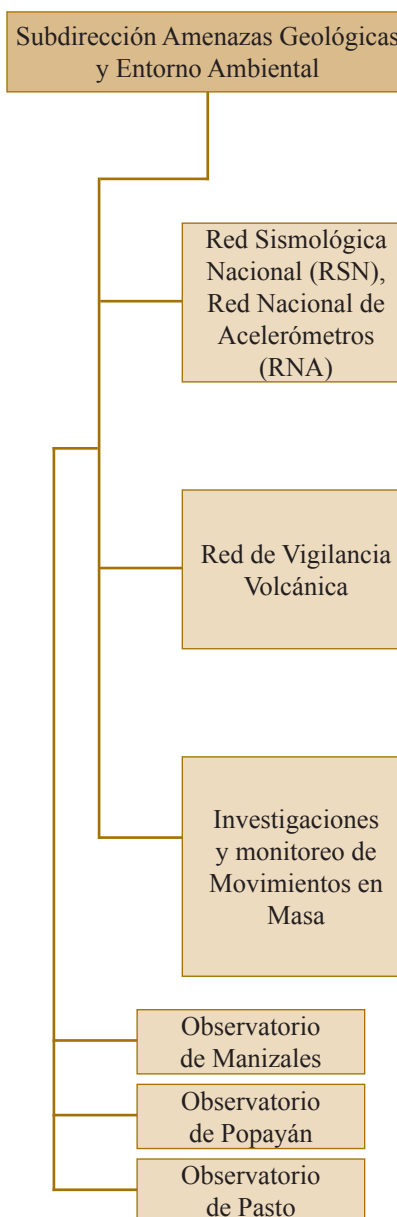 Subdirección Amenazas Geológicas
y Entorno Ambiental
Red Sismológica
Nacional (RSN),
Red Nacional de
Acelerómetros
(RNA)
Red de Vigilancia
Volcánica
Investigaciones
y monitoreo de
Movimientos en
Masa
Observatorio
de Manizales
Observatorio
de Popayán
Observatorio
de Pasto